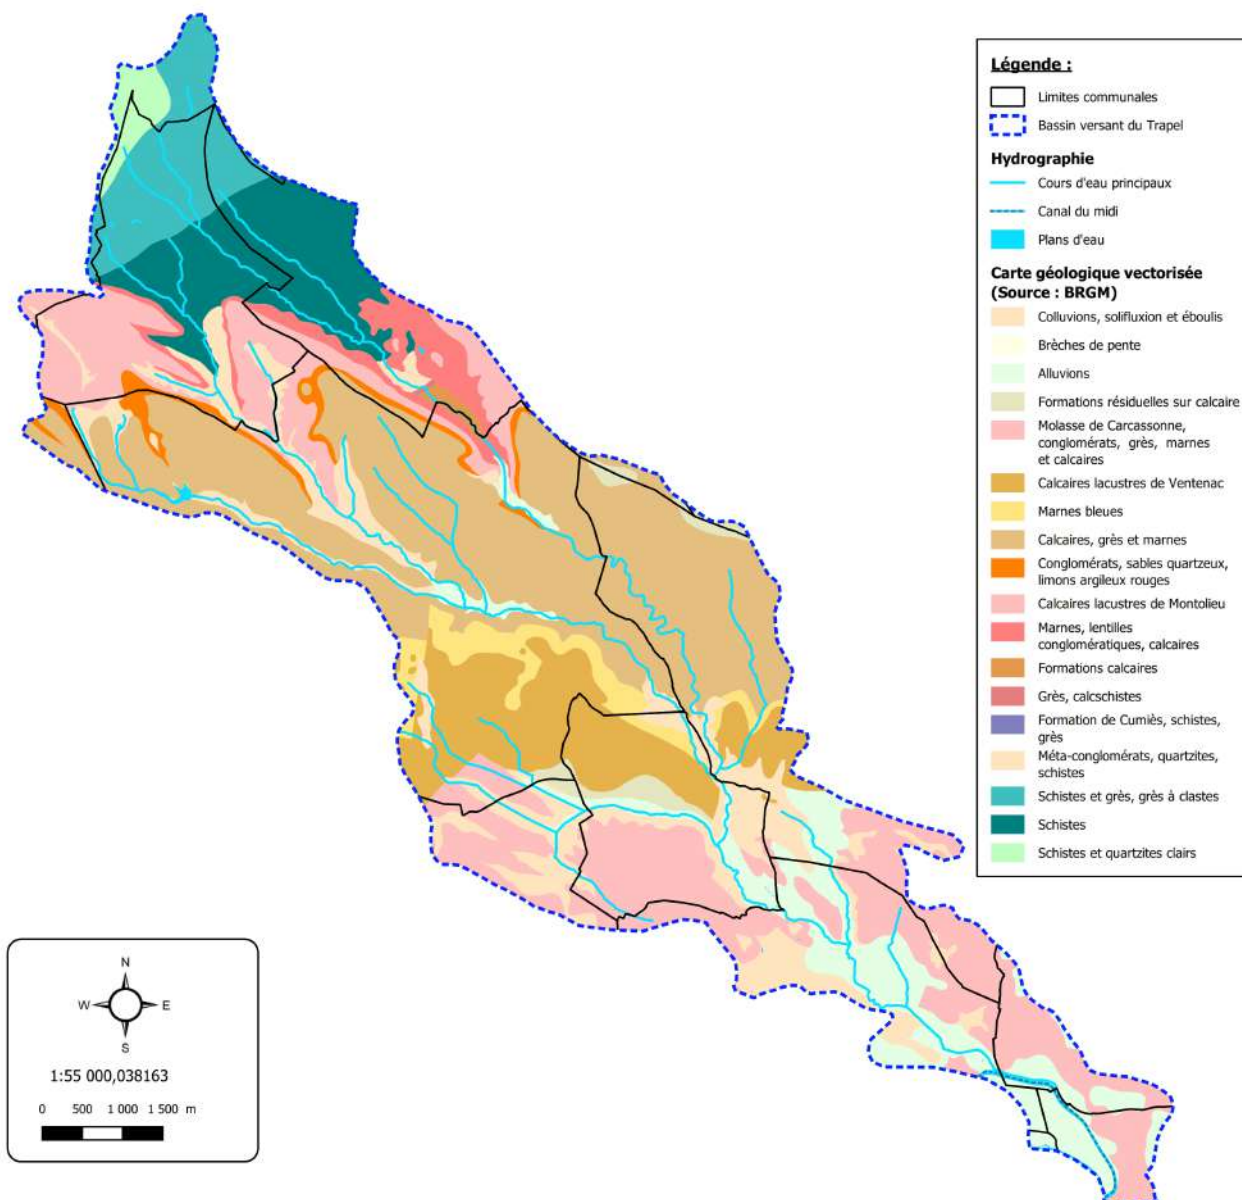 Légende :
Limites communales
Bassin versant du Trapel
Hydrographie
Cours d'eau principaux
Canal du midi
Plans d'eau
Carte géologique vectorisée
(Source : BRGM)
Colluvions, solifluxion et éboulis
Brèches de pente
Alluvions
Formations résiduelles sur calcaire
Molasse de Carcassonne,
conglomérats, grès, marnes
et calcaires
Calcaires lacustres de Ventenac
Marnes bleues
Calcaires, grès et marnes
Conglomérats, sables quartzeux,
limons argileux rouges
Calcaires lacustres de Montolieu
Marnes, lentilles
conglomératiques, calcaires
Formations calcaires
Grès, calcschistes
Formation de Cumiès, schistes,
grès
Méta-conglomérats, quartzites,
schistes
Schistes et grès, grès à clastes
Schistes
Schistes et quartzites clairs
N
W E
S
1:55 000,038163
0 500 1 000 1 500 m